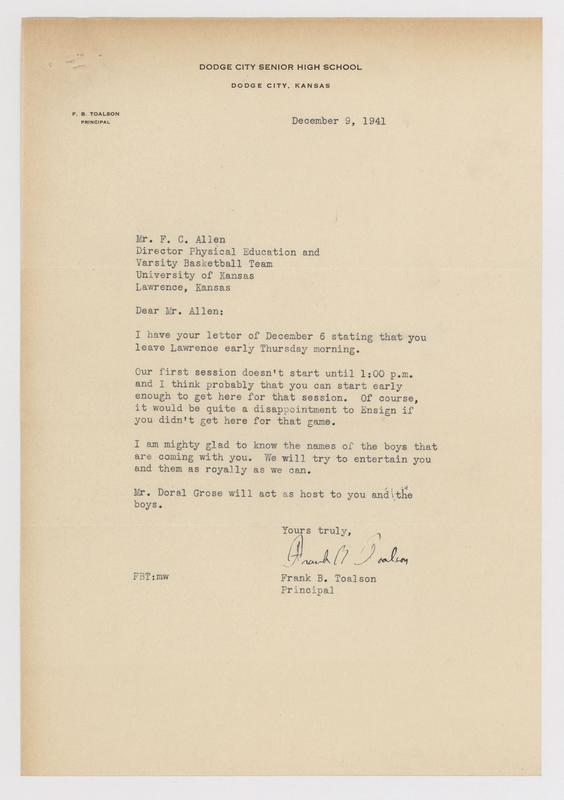 DODGE CITY SENIOR HIGH SCHOOL
DODGE CITY, KANSAS
F. B. TOALSON
PRINCIPAL
December 9, 1941
Mr. F. C. Allen
Director Physical Education and
Varsity Basketball Team
University of Kansas
Lawrence, Kansas
Dear Mr. Allen:
I have your letter of December 6 stating that you
leave Lawrence early Thursday morning.
Our first session doesn't start until 1:00 p.m.
and I think probably that you can start early
enough to get here for that session. Of course,
it would be quite a disappointment to Ensign if
you didn't get here for that game.
I am mighty glad to know the names of the boys that
are coming with you. We will try to entertain you
and them as royally as we can.
Mr. Doral Grose will act as host to you and the
boys.
Yours truly,
Frank B. Toalson
FBT:mw
Frank B. Toalson
Principal